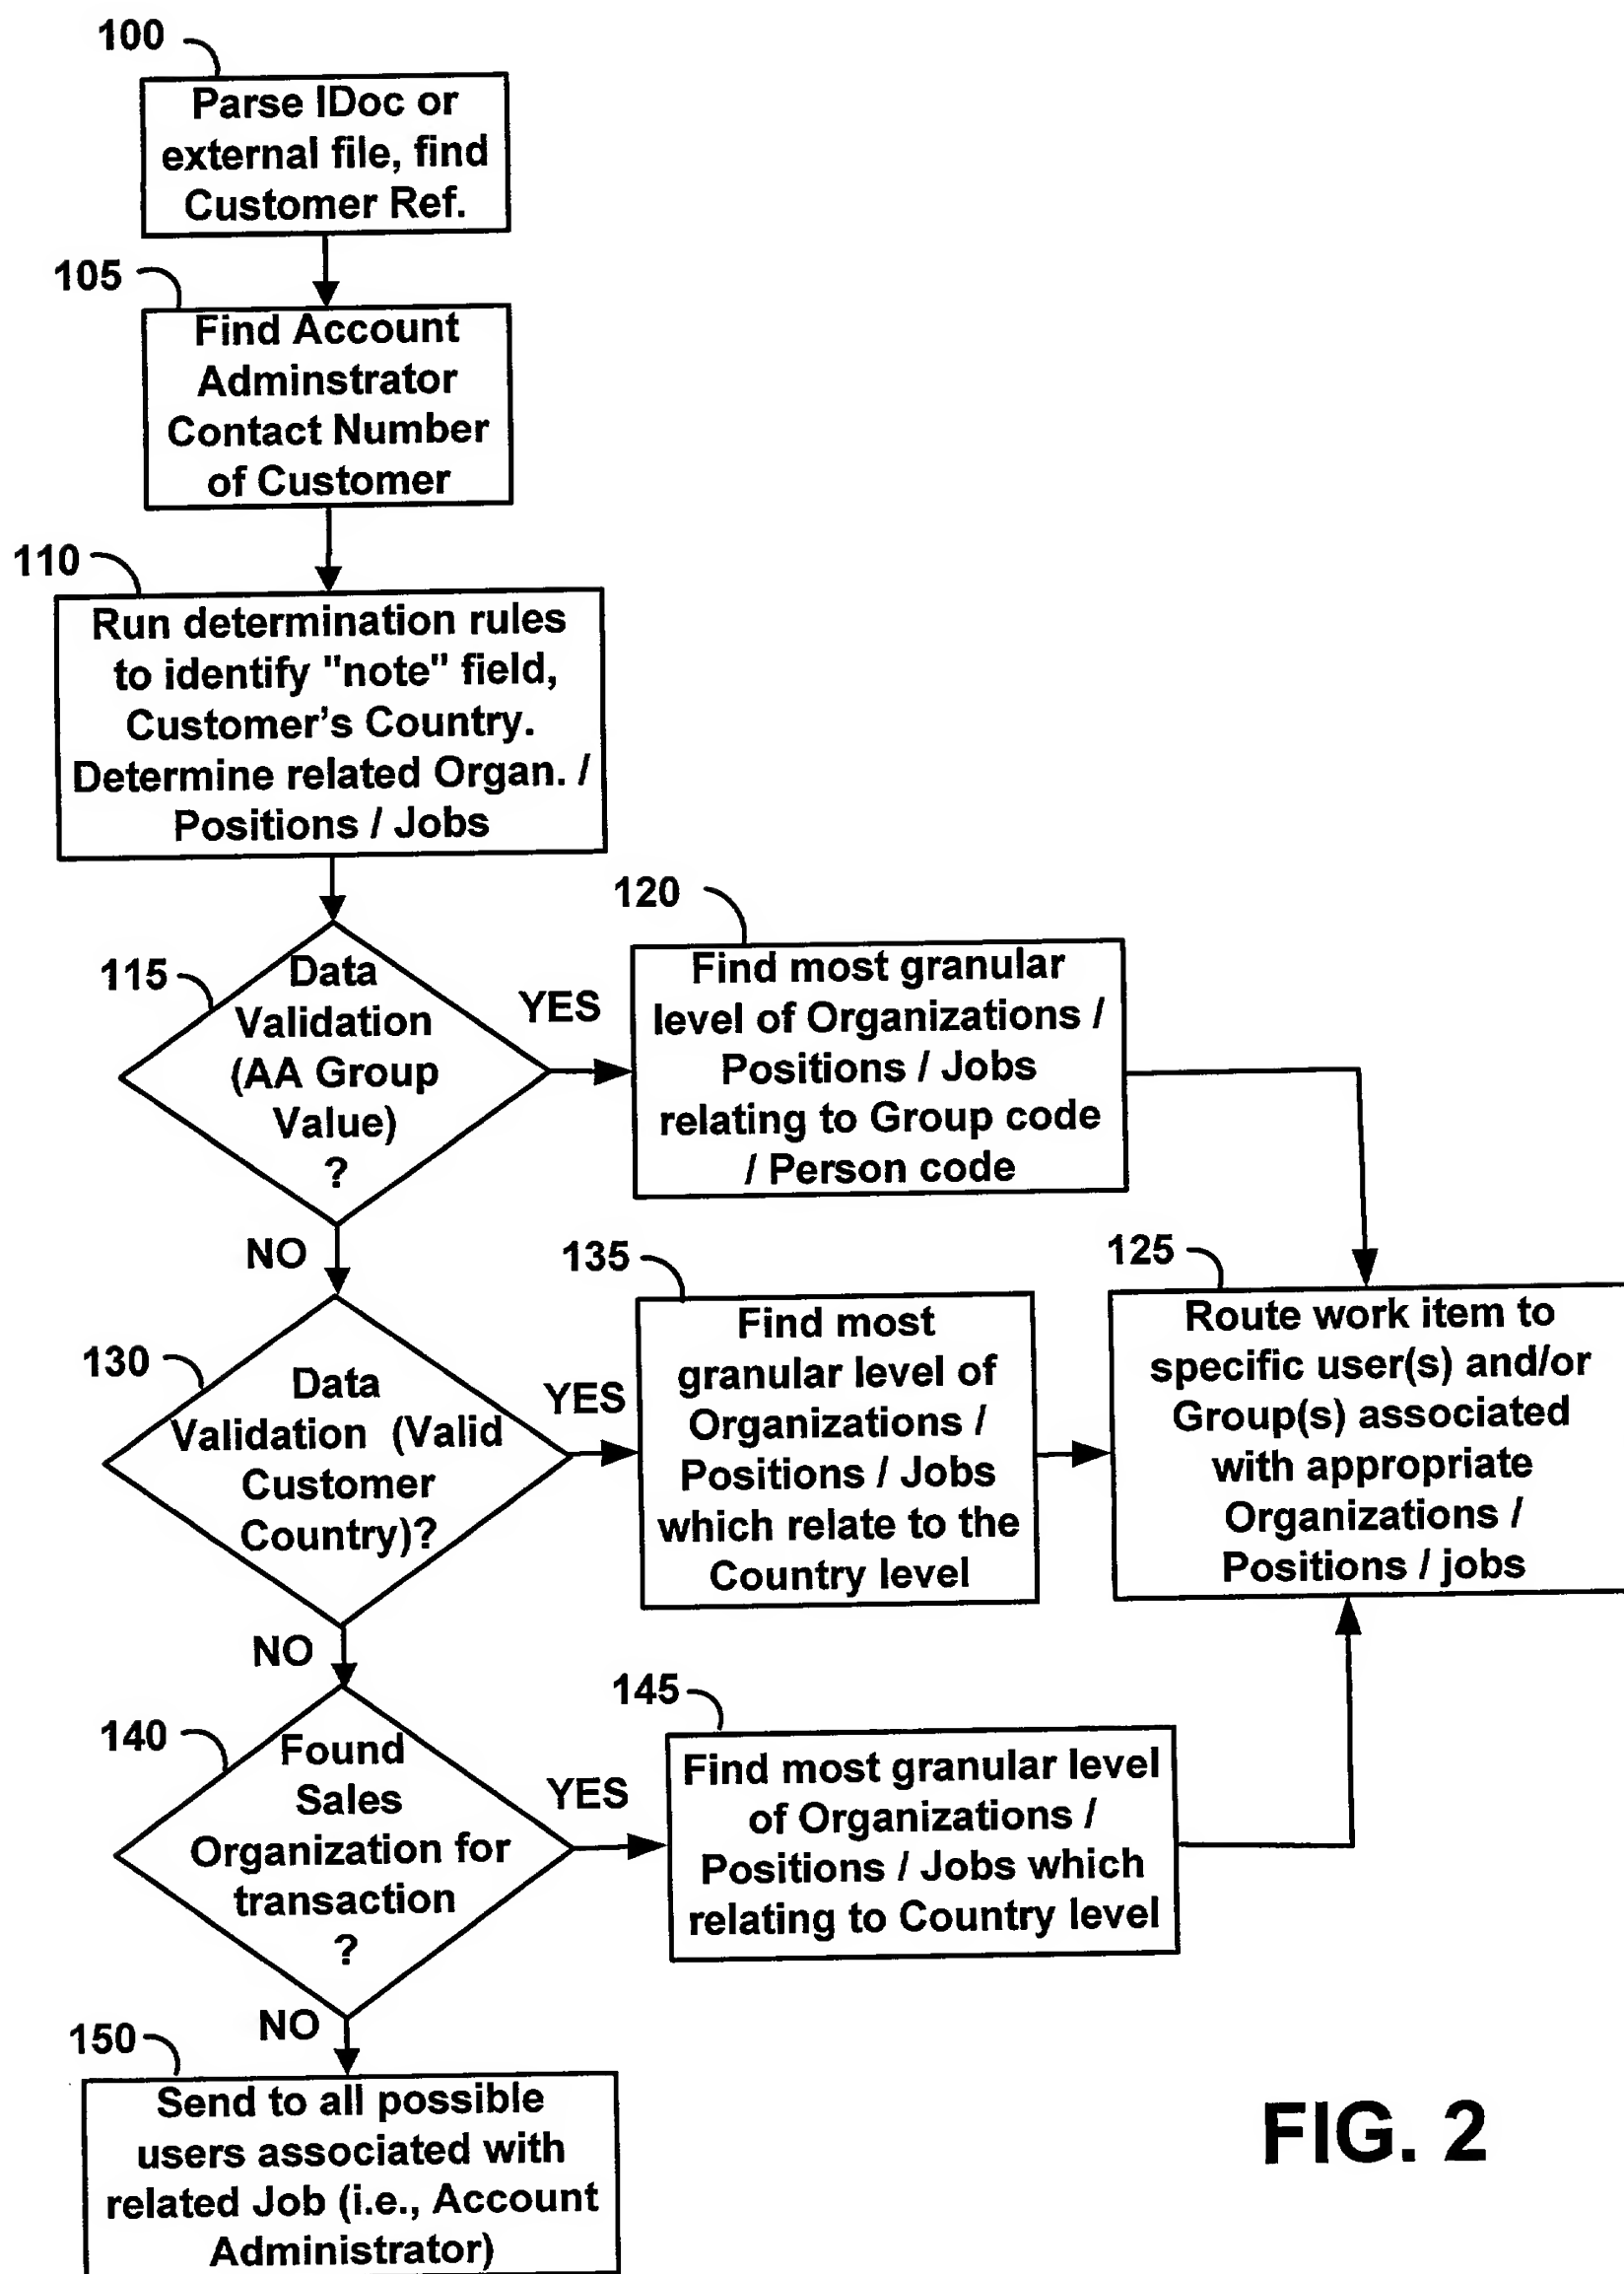 100
Parse IDoc or
external file, find
Customer Ref.
105
Find Account
Adminstrator
Contact Number
of Customer
110
Run determination rules
to identify "note" field,
Customer's Country.
Determine related Organ. /
Positions / Jobs
115
Data
Validation
(AA Group
Value)
?
YES
120
Find most granular
level of Organizations /
Positions / Jobs
relating to Group code
/ Person code
NO
130
Data
Validation (Valid
Customer
Country)?
YES
135
Find most
granular level of
Organizations /
Positions / Jobs
which relate to the
Country level
125
Route work item to
specific user(s) and/or
Group(s) associated
with appropriate
Organizations /
Positions / jobs
NO
140
Found
Sales
Organization for
transaction
?
YES
145
Find most granular level
of Organizations /
Positions / Jobs which
relating to Country level
NO
150
Send to all possible
users associated with
related Job (i.e., Account
Administrator)
FIG. 2